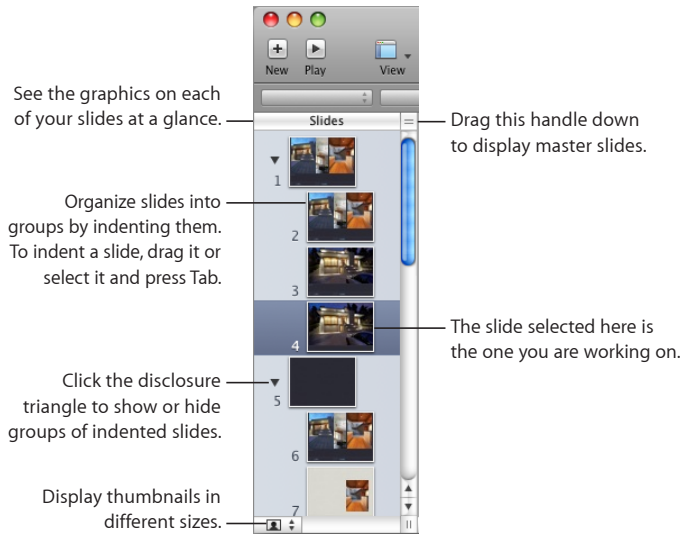 New Play View
See the graphics on each
of your slides at a glance.
Slides
Drag this handle down
to display master slides.
1
Organize slides into
groups by indenting them.
To indent a slide, drag it or
select it and press Tab.
2
3
4
The slide selected here is
the one you are working on.
Click the disclosure
triangle to show or hide
groups of indented slides.
5
6
Display thumbnails in
different sizes.
7